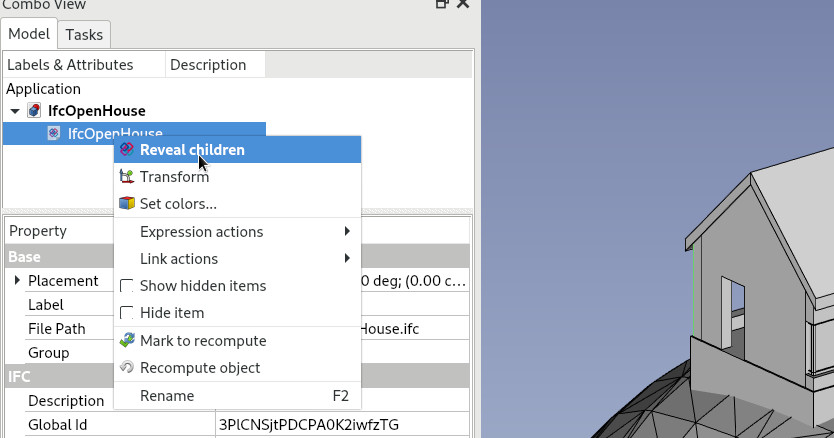 Combo View
Model Tasks
Labels & Attributes Description
Application
IfcOpenHouse
IfcOpenHouse
Reveal children
Transform
Set colors...
Expression actions
Link actions
Show hidden items
Hide item
Mark to recompute
Recompute object
Rename F2
Property
Base
Placement 0 deg; (0.00 c...
Label
File Path House.ifc
Group
IFC
Description
Global Id 3PlCNSjtPDCPA0K2iwfzTG